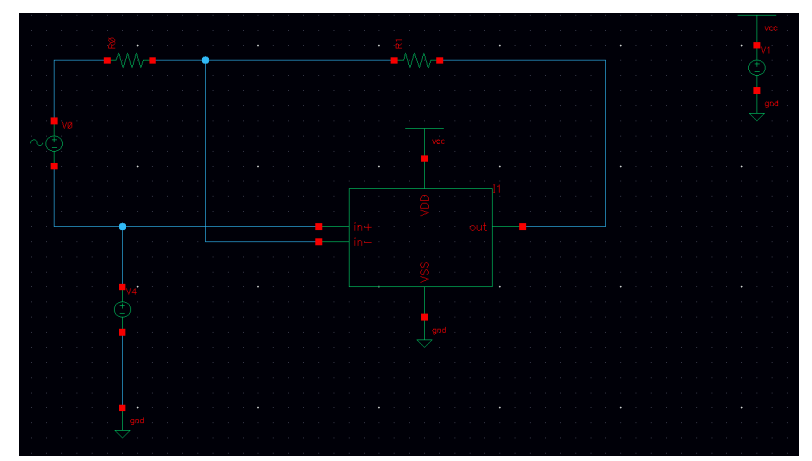 vcc
R0
R1
V1
gnd
V0
vcc
I1
VDD
in+
out
in−
VSS
V4
gnd
gnd